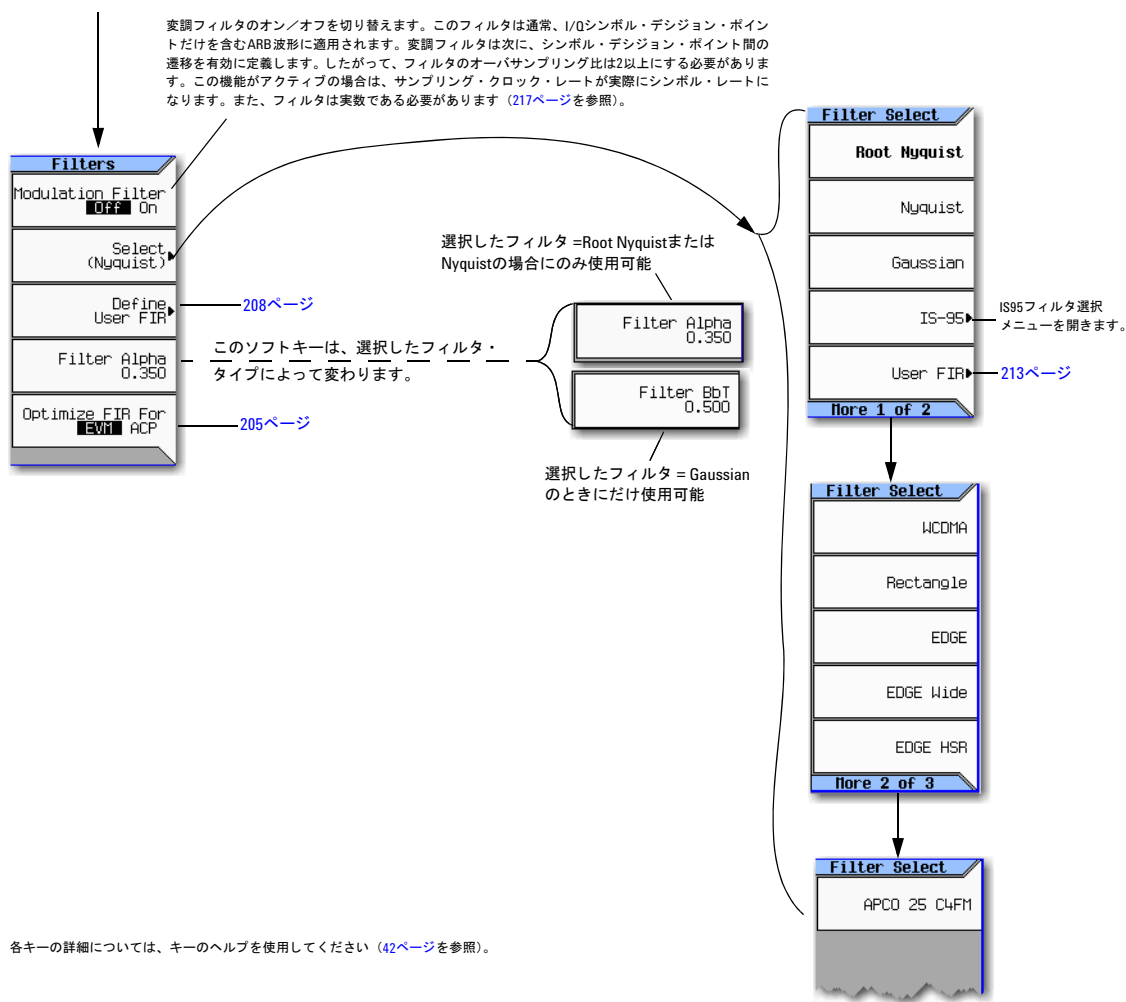 変調フィルタのオン／オフを切り替えます。このフィルタは通常、I/Qシンボル・デシジョン・ポイン
トだけを含むARB波形に適用されます。変調フィルタは次に、シンボル・デシジョン・ポイント間の
遷移を有効に定義します。したがって、フィルタのオーバサンプリング比は2以上にする必要がありま
す。この機能がアクティブの場合は、サンプリング・クロック・レートが実際にシンボル・レートに
なります。また、フィルタは実数である必要があります（217ページを参照）。
Filters
Modulation Filter
Off On
Select
(Nyquist)
Define
User FIR
208ページ
Filter Alpha
0.350
このソフトキーは、選択したフィルタ・
タイプによって変わります。
Optimize FIR For
EVM ACP
205ページ
選択したフィルタ =Root Nyquistまたは
Nyquistの場合にのみ使用可能
Filter Alpha
0.350
Filter BbT
0.500
選択したフィルタ = Gaussian
のときにだけ使用可能
Filter Select
Root Nyquist
Nyquist
Gaussian
IS-95
IS95フィルタ選択
メニューを開きます。
User FIR
213ページ
More 1 of 2
Filter Select
WCDMA
Rectangle
EDGE
EDGE Wide
EDGE HSR
More 2 of 3
Filter Select
APCO 25 C4FM
各キーの詳細については、キーのヘルプを使用してください（42ページを参照）。